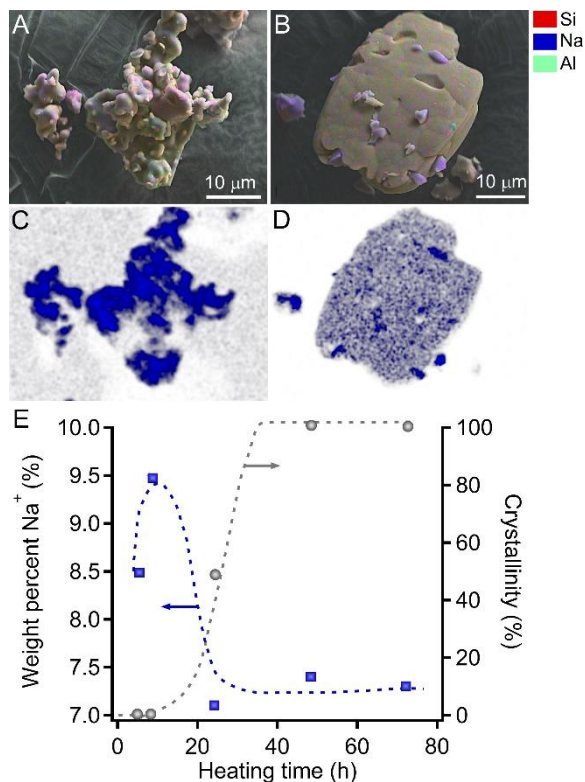 A
B
Si
Na
Al
10 μm
10 μm
C
D
E
10.0
9.5
9.0
8.5
8.0
7.5
7.0
Weight percent Na⁺ (%)
100
80
60
40
20
0
Crystallinity (%)
0
20
40
60
80
Heating time (h)